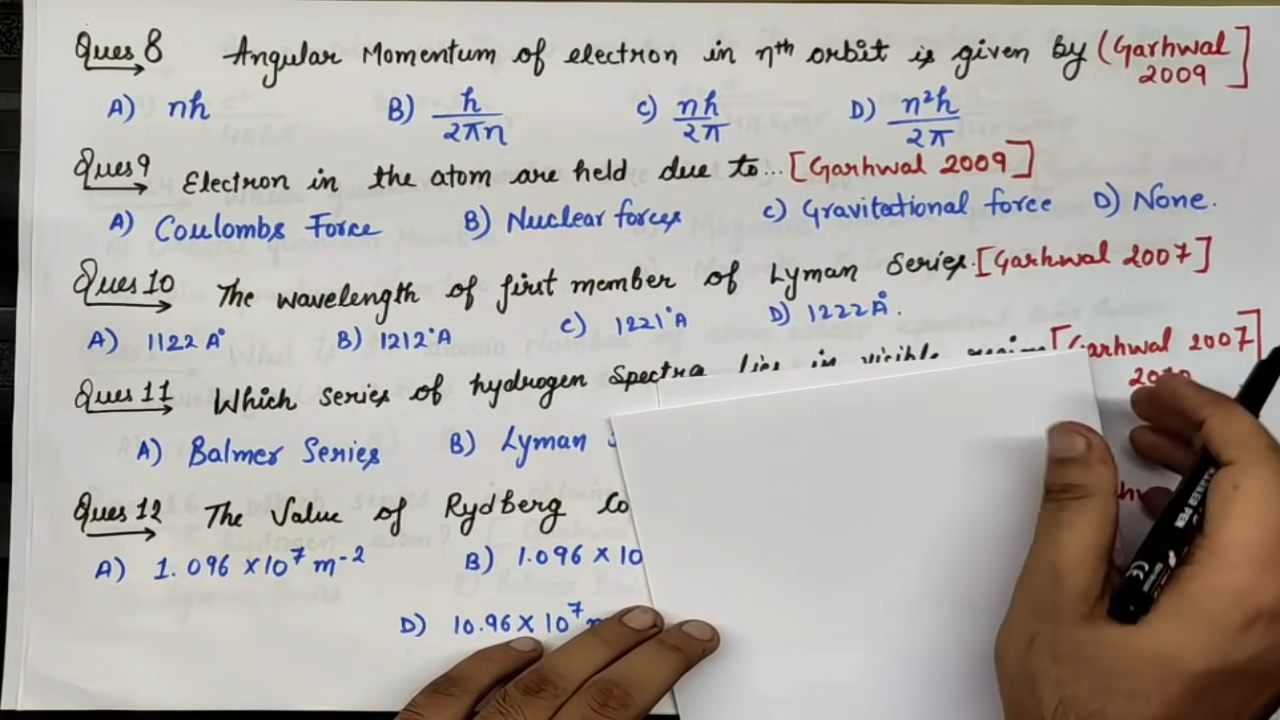 Ques 8 Angular Momentum of electron in nth orbit is given by (Garhwal 2009]
A) nh B) h/2πn C) nh/2π D) n²h/2π
Ques 9 Electron in the atom are held due to... [Garhwal 2009]
A) Coulombs Force B) Nuclear forces C) Gravitational force D) None.
Ques 10 The wavelength of first member of Lyman Series. [Garhwal 2007]
A) 1122 A° B) 1212°A C) 1221°A D) 1222A°.
Ques 11 Which series of hydrogen Spectra lies in visible [Garhwal 2007]
A) Balmer Series B) Lyman
Ques 12 The Value of Rydberg Co
A) 1.096 ×10⁷ m⁻² B) 1.096 × 10
D) 10.96 × 10⁷